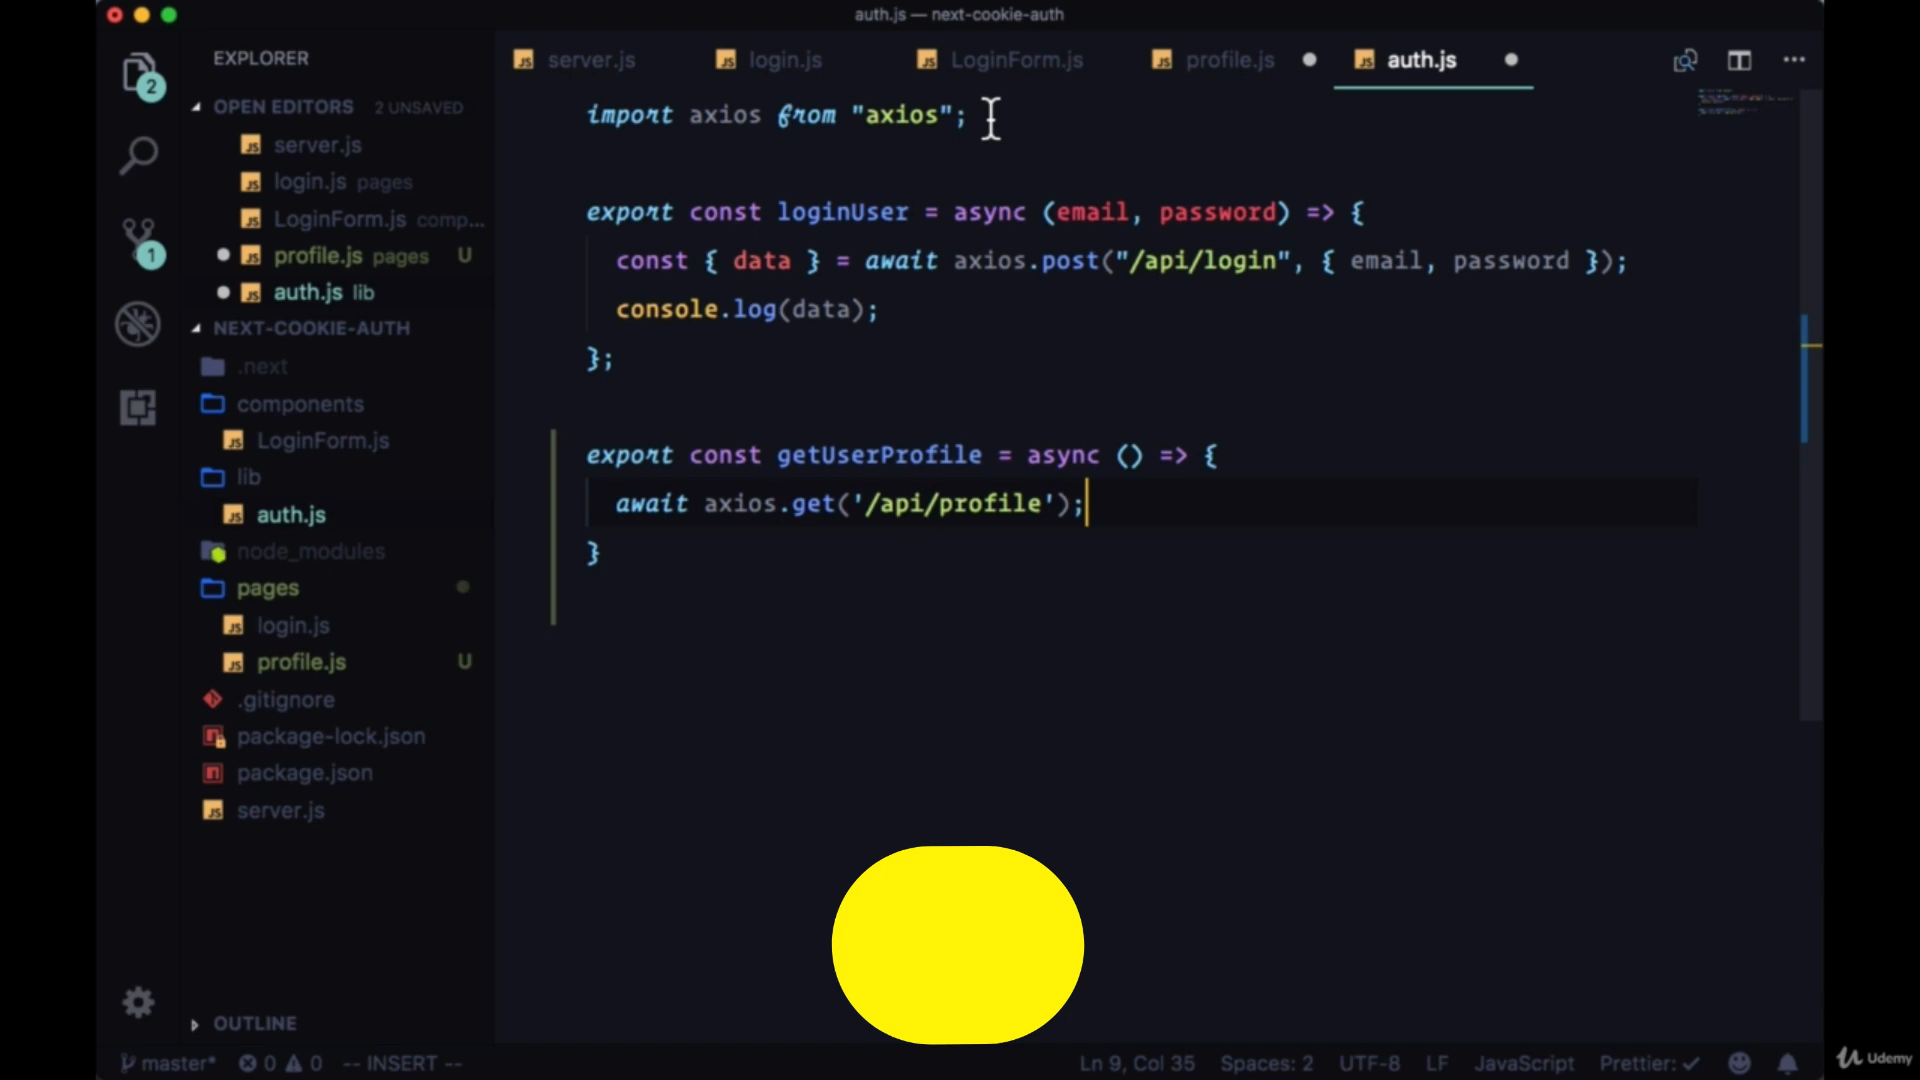 auth.js — next-cookie-auth
EXPLORER
server.js
login.js
LoginForm.js
profile.js
auth.js
2
OPEN EDITORS 2 UNSAVED
server.js
login.js pages
LoginForm.js comp...
profile.js pages U
auth.js lib
1
NEXT-COOKIE-AUTH
.next
components
LoginForm.js
lib
auth.js
node_modules
pages
login.js
profile.js U
.gitignore
package-lock.json
package.json
server.js
OUTLINE
import axios from "axios";
export const loginUser = async (email, password) => {
const { data } = await axios.post("/api/login", { email, password });
console.log(data);
};
export const getUserProfile = async () => {
await axios.get('/api/profile');
}
master* 0 0 -- INSERT --
Ln 9, Col 35 Spaces: 2 UTF-8 LF JavaScript Prettier: ✓
Udemy